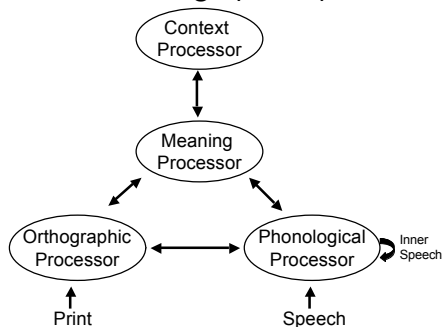 Context
Processor
Meaning
Processor
Orthographic
Processor
Phonological
Processor
Inner
Speech
Print
Speech